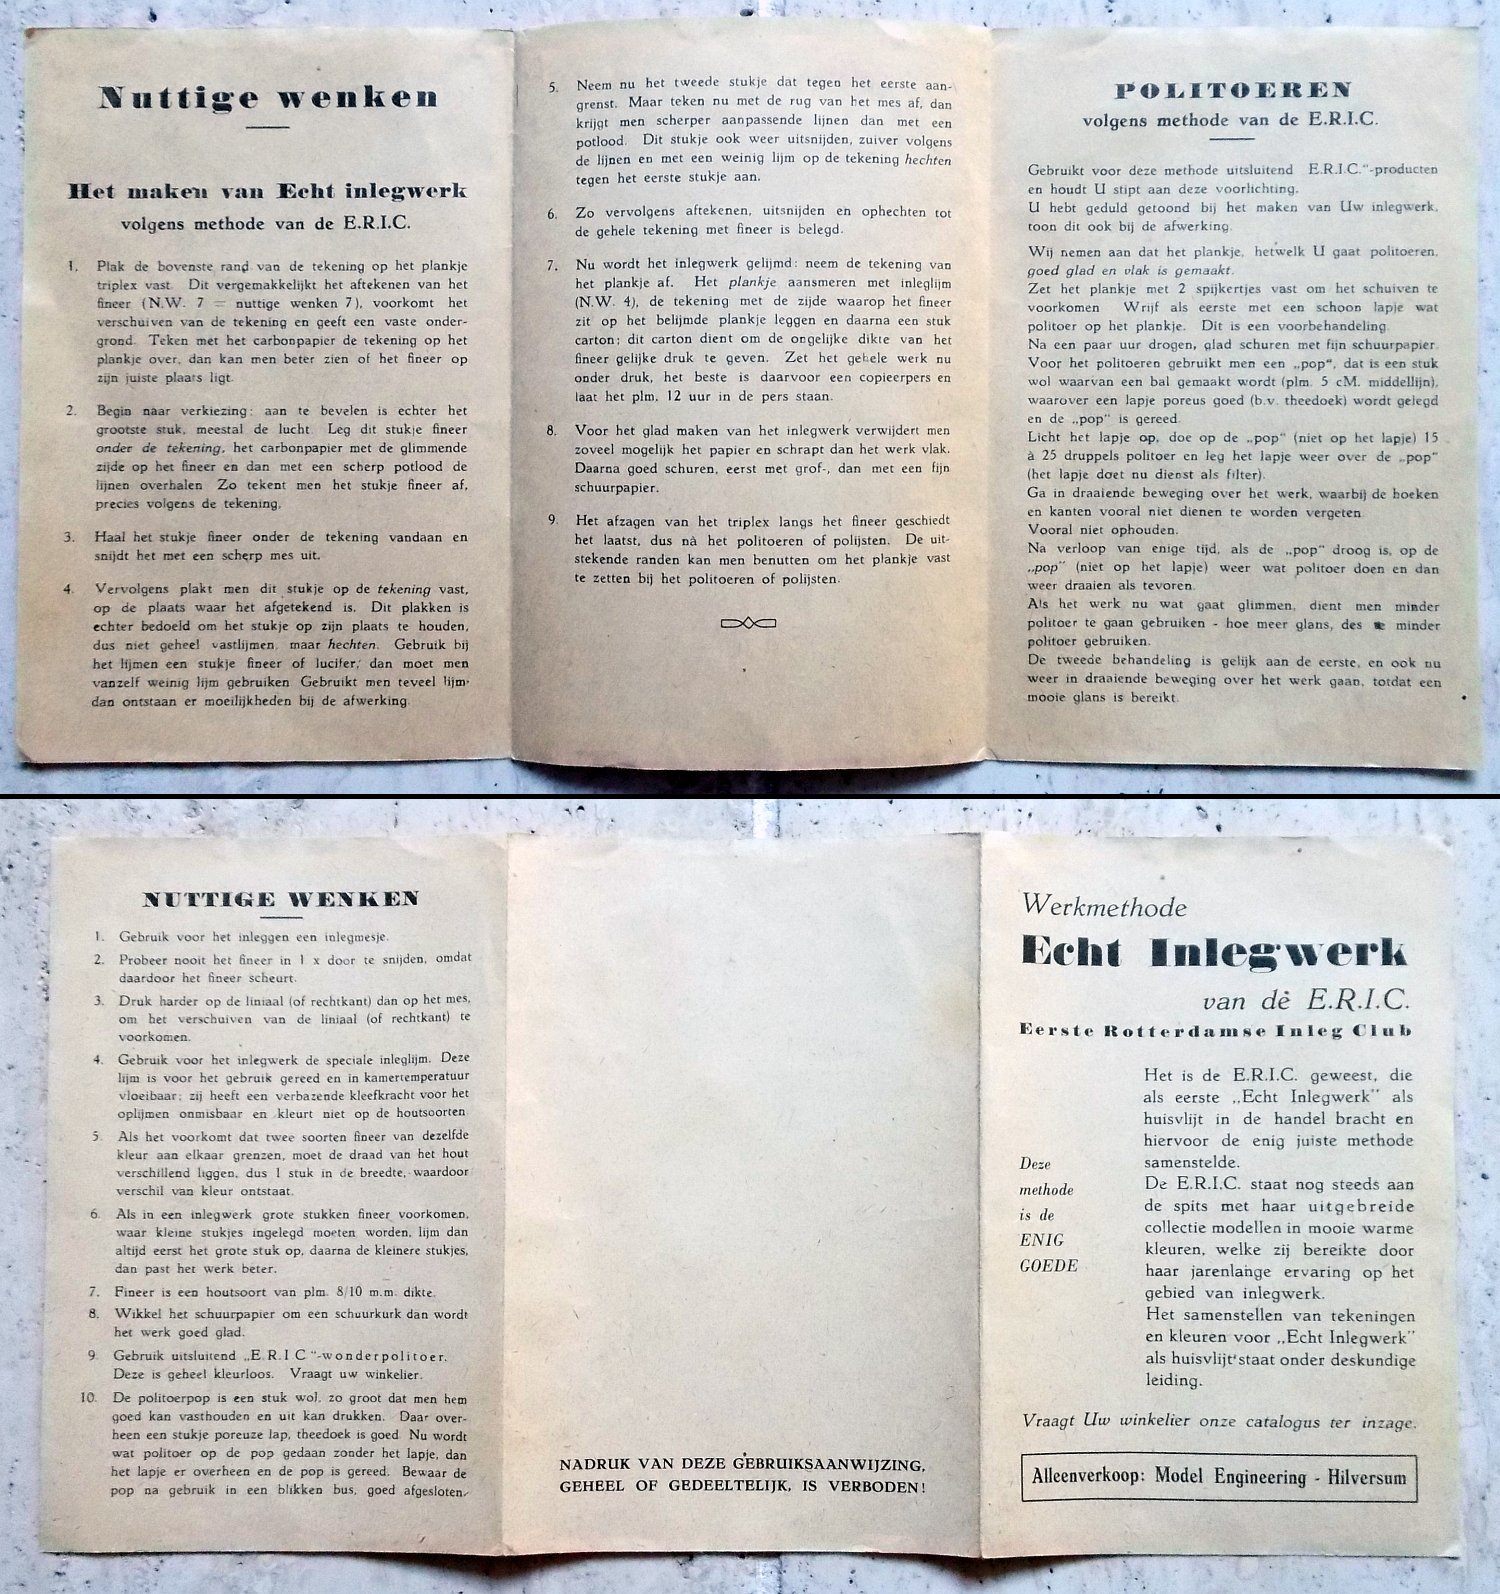 Nuttige wenken
Het maken van Echt inlegwerk
volgens methode van de E.R.I.C.
1. Plak de bovenste rand van de tekening op het plankje
triplex vast. Dit vergemakkelijkt het aftekenen van het
fineer (N.W. 7 = nuttige wenken 7), voorkomt het
verschuiven van de tekening en geeft een vaste onder-
grond. Teken met het carbonpapier de tekening op het
plankje over, dan kan men beter zien of het fineer op
zijn juiste plaats ligt.
2. Begin naar verkiezing: aan te bevelen is echter het
grootste stuk, meestal de lucht. Leg dit stukje fineer
onder de tekening, het carbonpapier met de glimmende
zijde op het fineer en dan met een scherp potlood de
lijnen overhalen. Zo tekent men het stukje fineer af,
precies volgens de tekening.
3. Haal het stukje fineer onder de tekening vandaan en
snijdt het met een scherp mes uit.
4. Vervolgens plakt men dit stukje op de tekening vast,
op de plaats waar het afgetekend is. Dit plakken is
echter bedoeld om het stukje op zijn plaats te houden,
dus niet geheel vastlijmen, maar hechten. Gebruik bij
het lijmen een stukje fineer of lucifer, dan moet men
vanzelf weinig lijm gebruiken. Gebruikt men teveel lijm-
dan ontstaan er moeilijkheden bij de afwerking.
5. Neem nu het tweede stukje dat tegen het eerste aan-
grenst. Maar teken nu met de rug van het mes af, dan
krijgt men scherper aanpassende lijnen dan met een
potlood. Dit stukje ook weer uitsnijden, zuiver volgens
de lijnen en met een weinig lijm op de tekening hechten
tegen het eerste stukje aan.
6. Zo vervolgens aftekenen, uitsnijden en ophechten tot
de gehele tekening met fineer is belegd.
7. Nu wordt het inlegwerk gelijmd: neem de tekening van
het plankje af. Het plankje aansmeren met inleglijm
(N.W. 4), de tekening met de zijde waarop het fineer
zit op het belijmde plankje leggen en daarna een stuk
carton; dit carton dient om de ongelijke dikte van het
fineer gelijke druk te geven. Zet het gehele werk nu
onder druk, het beste is daarvoor een copieerpers en
laat het plm. 12 uur in de pers staan.
8. Voor het glad maken van het inlegwerk verwijdert men
zoveel mogelijk het papier en schrapt dan het werk vlak.
Daarna goed schuren, eerst met grof-, dan met een fijn
schuurpapier.
9. Het afzagen van het triplex langs het fineer geschiedt
het laatst, dus nà het politoeren of polijsten. De uit-
stekende randen kan men benutten om het plankje vast
te zetten bij het politoeren of polijsten.
POLITOEREN
volgens methode van de E.R.I.C.
Gebruikt voor deze methode uitsluitend E.R.I.C."-producten
en houdt U stipt aan deze voorlichting.
U hebt geduld getoond bij het maken van Uw inlegwerk,
toon dit ook bij de afwerking.
Wij nemen aan dat het plankje, hetwelk U gaat politoeren,
goed glad en vlak is gemaakt.
Zet het plankje met 2 spijkertjes vast om het schuiven te
voorkomen Wrijf als eerste met een schoon lapje wat
politoer op het plankje. Dit is een voorbehandeling.
Na een paar uur drogen, glad schuren met fijn schuurpapier.
Voor het politoeren gebruikt men een „pop", dat is een stuk
wol waarvan een bal gemaakt wordt (plm. 5 cM. middellijn),
waarover een lapje poreus goed (b.v. theedoek) wordt gelegd
en de „pop" is gereed.
Licht het lapje op, doe op de „pop" (niet op het lapje) 15
à 25 druppels politoer en leg het lapje weer over de „pop"
(het lapje doet nu dienst als filter).
Ga in draaiende beweging over het werk, waarbij de hoeken
en kanten vooral niet dienen te worden vergeten.
Vooral niet ophouden.
Na verloop van enige tijd, als de „pop" droog is, op de
„pop" (niet op het lapje) weer wat politoer doen en dan
weer draaien als tevoren.
Als het werk nu wat gaat glimmen, dient men minder
politoer te gaan gebruiken - hoe meer glans, des te minder
politoer gebruiken.
De tweede behandeling is gelijk aan de eerste, en ook nu
weer in draaiende beweging over het werk gaan, totdat een
mooie glans is bereikt.
NUTTIGE WENKEN
1. Gebruik voor het inleggen een inlegmesje.
2. Probeer nooit het fineer in 1 x door te snijden, omdat
daardoor het fineer scheurt.
3. Druk harder op de liniaal (of rechtkant) dan op het mes,
om het verschuiven van de liniaal (of rechtkant) te
voorkomen.
4. Gebruik voor het inlegwerk de speciale inleglijm. Deze
lijm is voor het gebruik gereed en in kamertemperatuur
vloeibaar; zij heeft een verbazende kleefkracht voor het
oplijmen onmisbaar en kleurt niet op de houtsoorten.
5. Als het voorkomt dat twee soorten fineer van dezelfde
kleur aan elkaar grenzen, moet de draad van het hout
verschillend liggen, dus 1 stuk in de breedte, waardoor
verschil van kleur ontstaat.
6. Als in een inlegwerk grote stukken fineer voorkomen,
waar kleine stukjes ingelegd moeten worden, lijm dan
altijd eerst het grote stuk op, daarna de kleinere stukjes,
dan past het werk beter.
7. Fineer is een houtsoort van plm. 8/10 m.m. dikte.
8. Wikkel het schuurpapier om een schuurkurk dan wordt
het werk goed glad.
9. Gebruik uitsluitend „E.R.I C "-wonderpolitoer.
Deze is geheel kleurloos. Vraagt uw winkelier.
10. De politoerpop is een stuk wol, zo groot dat men hem
goed kan vasthouden en uit kan drukken. Daar over-
heen een stukje poreuze lap, theedoek is goed. Nu wordt
wat politoer op de pop gedaan zonder het lapje, dan
het lapje er overheen en de pop is gereed. Bewaar de
pop na gebruik in een blikken bus, goed afgesloten.
NADRUK VAN DEZE GEBRUIKSAANWIJZING,
GEHEEL OF GEDEELTELIJK, IS VERBODEN!
Werkmethode
Echt Inlegwerk
van de E.R.I.C.
Eerste Rotterdamse Inleg Club
Het is de E.R.I.C. geweest, die
als eerste „Echt Inlegwerk" als
huisvlijt in de handel bracht en
hiervoor de enig juiste methode
samenstelde.
De E.R.I.C. staat nog steeds aan
de spits met haar uitgebreide
collectie modellen in mooie warme
kleuren, welke zij bereikte door
haar jarenlange ervaring op het
gebied van inlegwerk.
Het samenstellen van tekeningen
en kleuren voor „Echt Inlegwerk"
als huisvlijt staat onder deskundige
leiding.
Deze
methode
is de
ENIG
GOEDE
Vraagt Uw winkelier onze catalogus ter inzage.
Alleenverkoop: Model Engineering - Hilversum